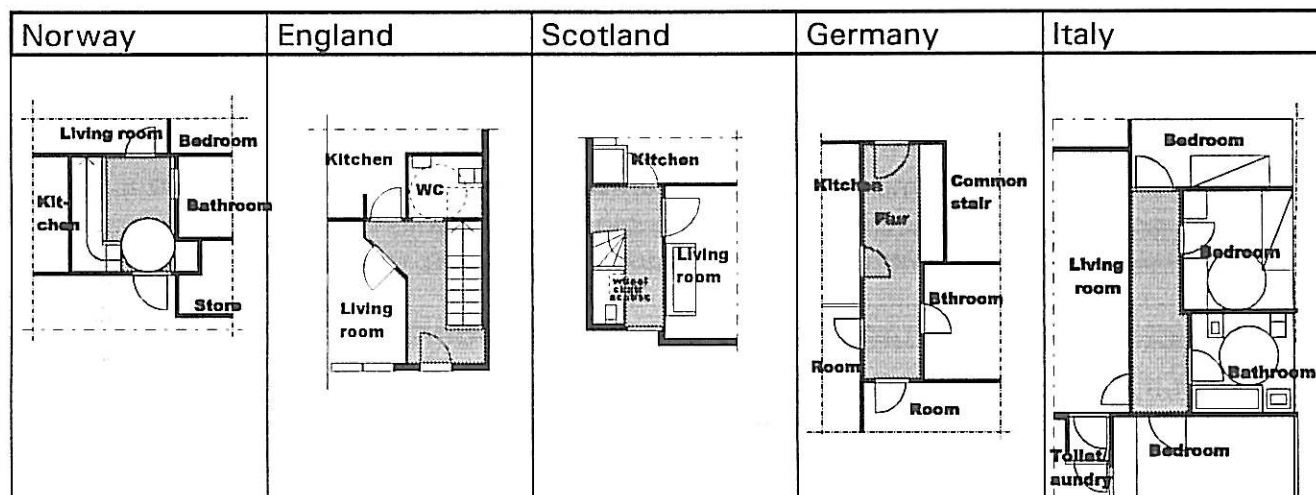 Norway
England
Scotland
Germany
Italy
Living room
Bedroom
Kit-
chen
Bathroom
Store
Kitchen
WC
Living
room
Kitchen
Living
room
Kitchen
Common
stair
Flur
Bthroom
Room
Room
Bedroom
Living
room
Bedroom
Bathroom
Toilet
aundry
Bedroom